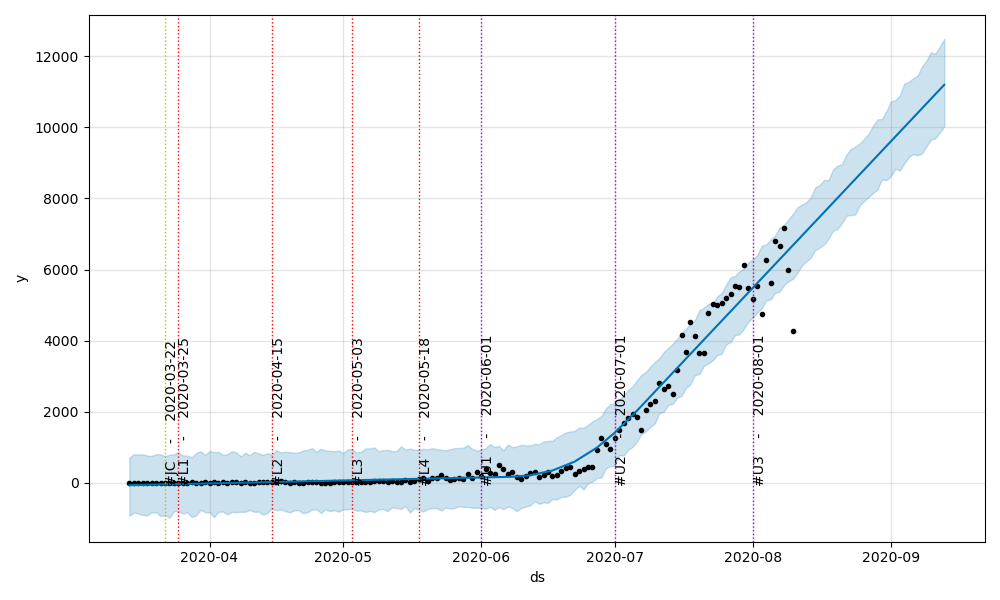 12000
10000
8000
6000
4000
2000
0
y
#JC - 2020-03-22
#L1 - 2020-03-25
#L2 - 2020-04-15
#L3 - 2020-05-03
#L4 - 2020-05-18
#U1 - 2020-06-01
#U2 - 2020-07-01
#U3 - 2020-08-01
2020-04
2020-05
2020-06
2020-07
2020-08
2020-09
ds